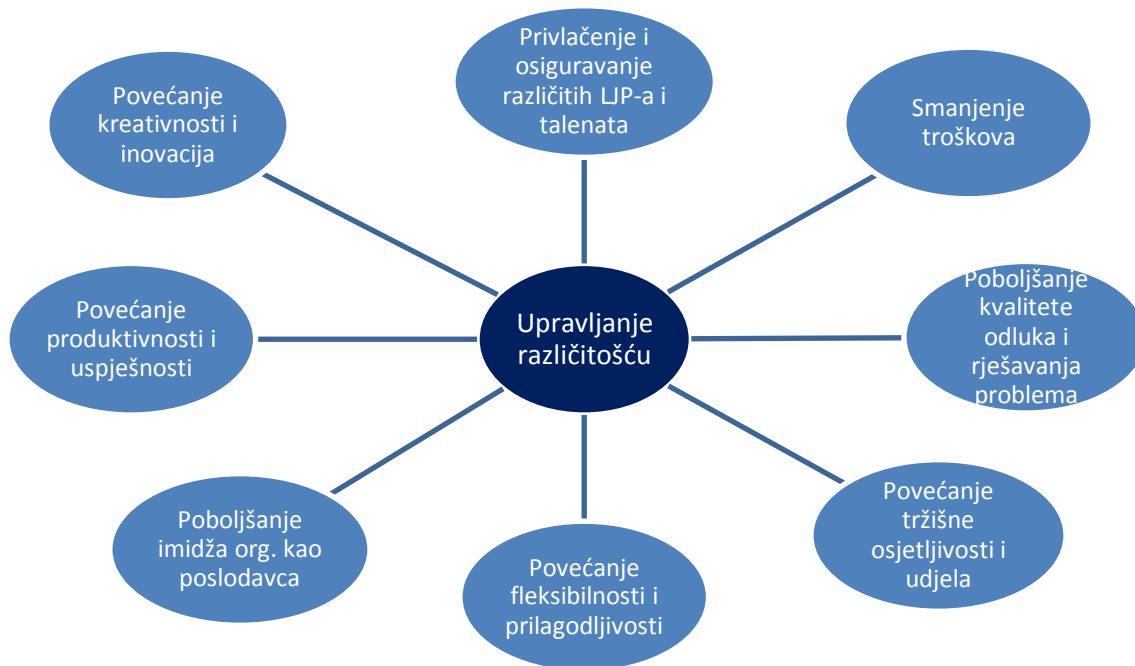 Privlačenje i
osiguravanje
različitih LJP-a i
talenata
Povećanje
kreativnosti i
inovacija
Smanjenje
troškova
Upravljanje
različitošću
Povećanje
produktivnosti i
uspješnosti
Poboljšanje
kvalitete
odluka i
rješavanja
problema
Poboljšanje
imidža org. kao
poslodavca
Povećanje
fleksibilnosti i
prilagodljivosti
Povećanje
tržišne
osjetljivosti i
udjela